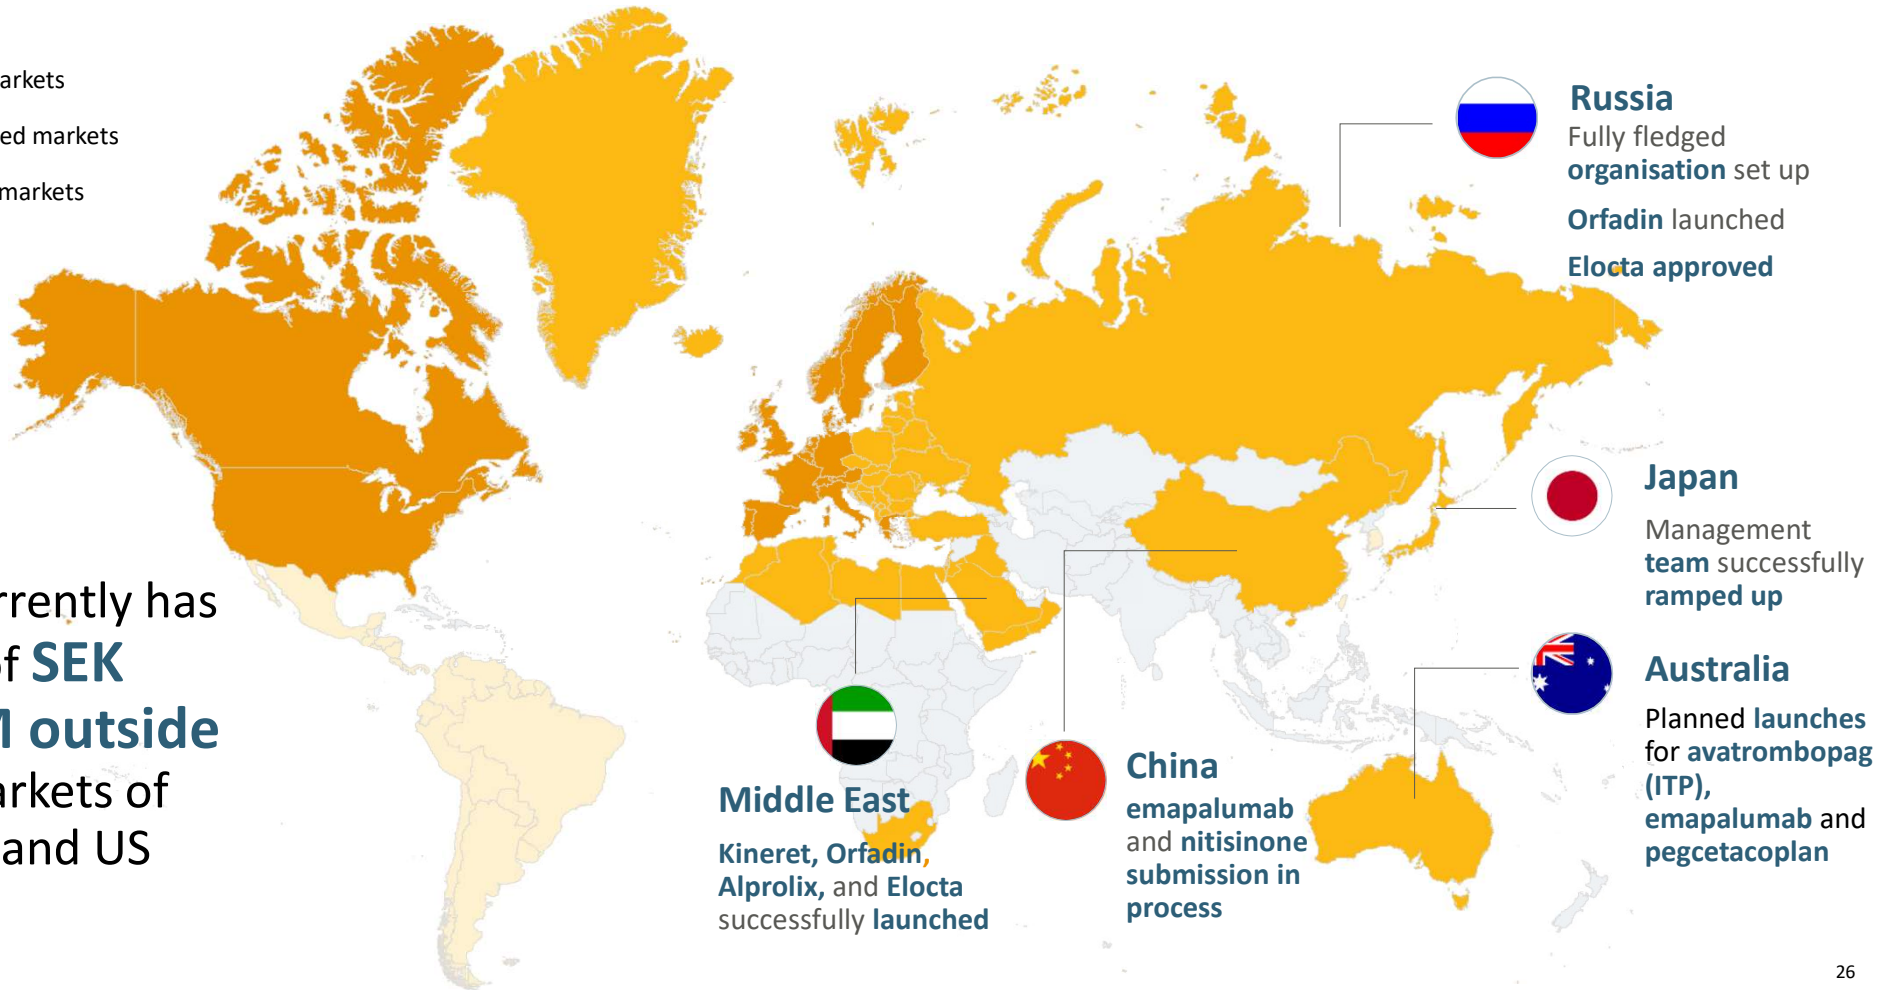 arkets
ed markets
markets
rrently has
of SEK
M outside
arkets of
and US
Russia
Fully fledged
organisation set up
Orfadin launched
Elocta approved
Japan
Management
team successfully
ramped up
Australia
Planned launches
for avatrombopag
(ITP),
emapalumab and
pegcetacoplan
Middle East
Kineret, Orfadin,
Alprolix, and Elocta
successfully launched
China
emapalumab
and nitisinone
submission in
process
26